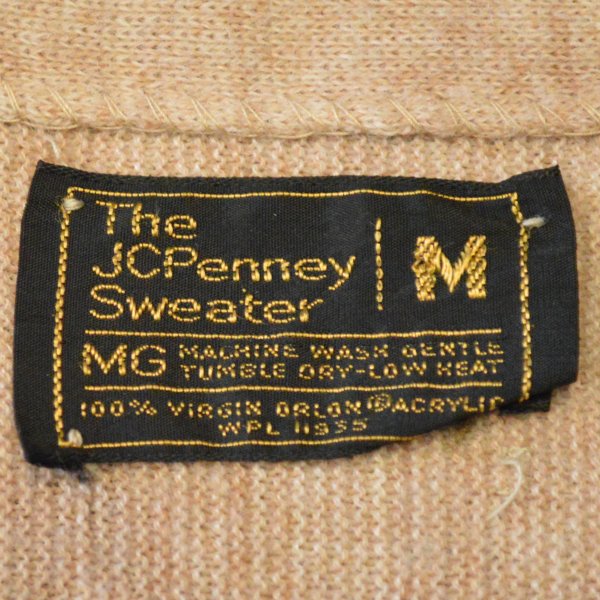 The
JCPenney
Sweater
M
MG MACHINE WASH GENTLE
TUMBLE DRY-LOW HEAT
100% VIRGIN ORLON® ACRYLIC
WPL 11935